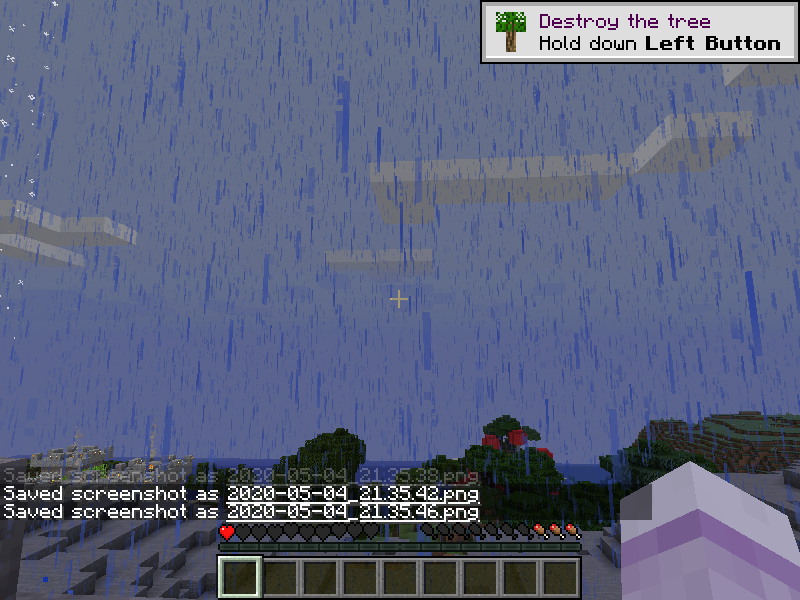 Destroy the tree
Hold down Left Button
Saved screenshot as 2020-05-04_21.35.38.png
Saved screenshot as 2020-05-04_21.35.42.png
Saved screenshot as 2020-05-04_21.35.46.png